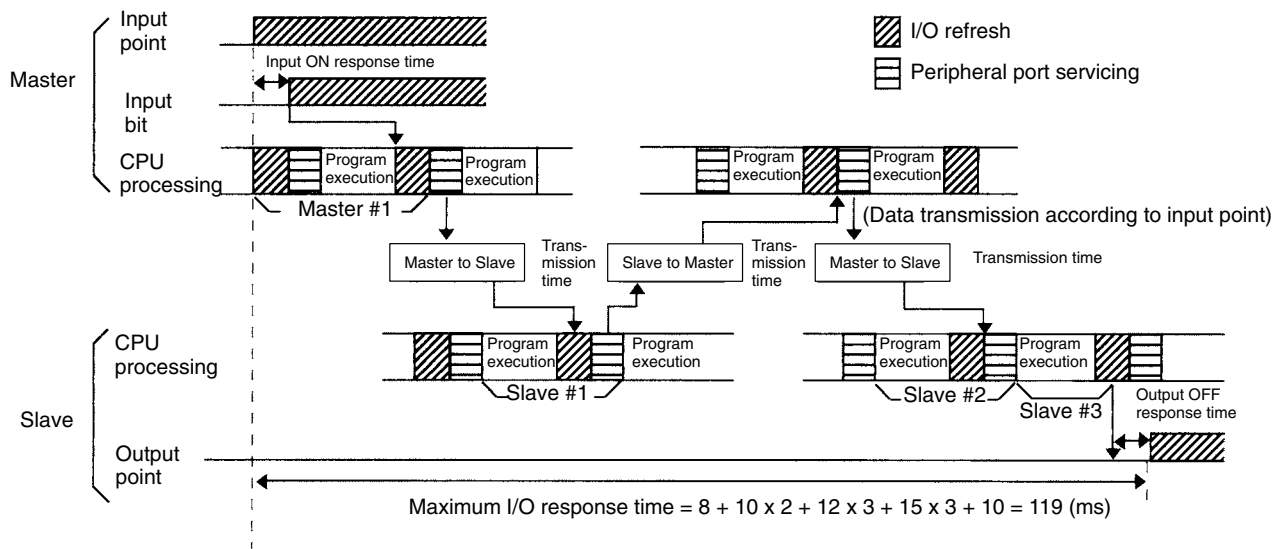 Input
point
I/O refresh
Peripheral port servicing
Input ON response time
Master
Input
bit
CPU
processing
Program
execution
Program
execution
Program
execution
Program
execution
Master #1
(Data transmission according to input point)
Master to Slave
Trans-
mission
time
Slave to Master
Trans-
mission
time
Master to Slave
Transmission time
CPU
processing
Program
execution
Program
execution
Program
execution
Program
execution
Slave #1
Slave #2
Slave #3
Output OFF
response time
Slave
Output
point
Maximum I/O response time = 8 + 10 x 2 + 12 x 3 + 15 x 3 + 10 = 119 (ms)